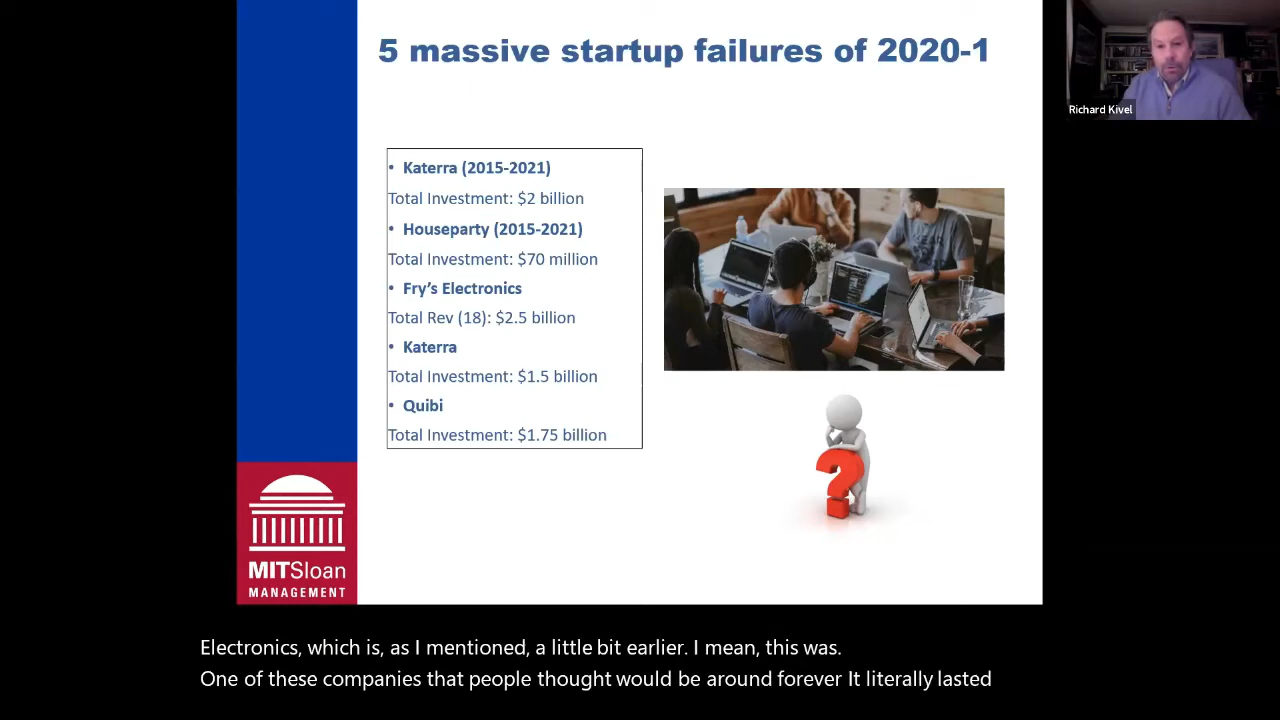 5 massive startup failures of 2020-1
Richard Kivel
• Katerra (2015-2021)
Total Investment: $2 billion
• Houseparty (2015-2021)
Total Investment: $70 million
• Fry's Electronics
Total Rev (18): $2.5 billion
• Katerra
Total Investment: $1.5 billion
• Quibi
Total Investment: $1.75 billion
MITSloan
MANAGEMENT
Electronics, which is, as I mentioned, a little bit earlier. I mean, this was.
One of these companies that people thought would be around forever It literally lasted